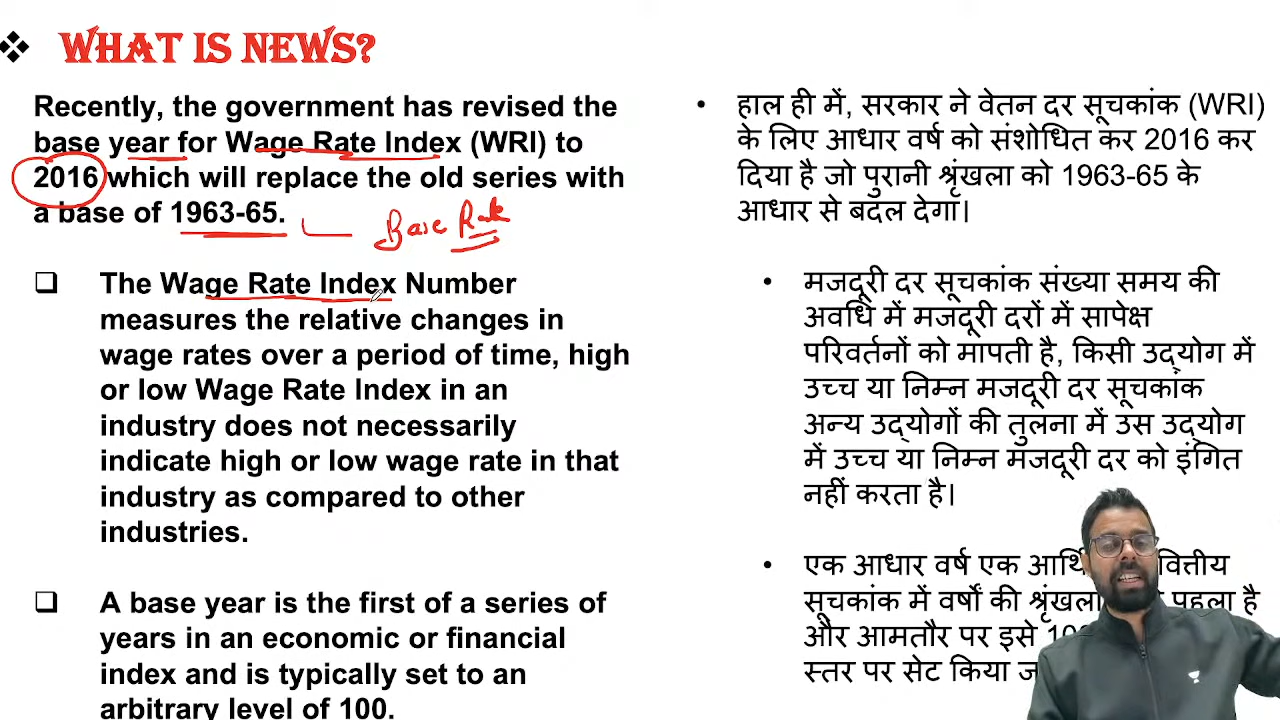 WHAT IS NEWS?
Recently, the government has revised the
base year for Wage Rate Index (WRI) to
2016 which will replace the old series with
a base of 1963-65.
Base Rate
The Wage Rate Index Number
measures the relative changes in
wage rates over a period of time, high
or low Wage Rate Index in an
industry does not necessarily
indicate high or low wage rate in that
industry as compared to other
industries.
A base year is the first of a series of
years in an economic or financial
index and is typically set to an
arbitrary level of 100.
हाल ही में, सरकार ने वेतन दर सूचकांक (WRI)
के लिए आधार वर्ष को संशोधित कर 2016 कर
दिया है जो पुरानी श्रृंखला को 1963-65 के
आधार से बदल देगा।
मजदूरी दर सूचकांक संख्या समय की
अवधि में मजदूरी दरों में सापेक्ष
परिवर्तनों को मापती है, किसी उद्योग में
उच्च या निम्न मजदूरी दर सूचकांक
अन्य उद्योगों की तुलना में उस उद्योग
में उच्च या निम्न मजदूरी दर को इंगित
नहीं करता है।
एक आधार वर्ष एक वित्तीय
सूचकांक में वर्षों की पहला है
और आमतौर पर इसे
स्तर पर सेट किया